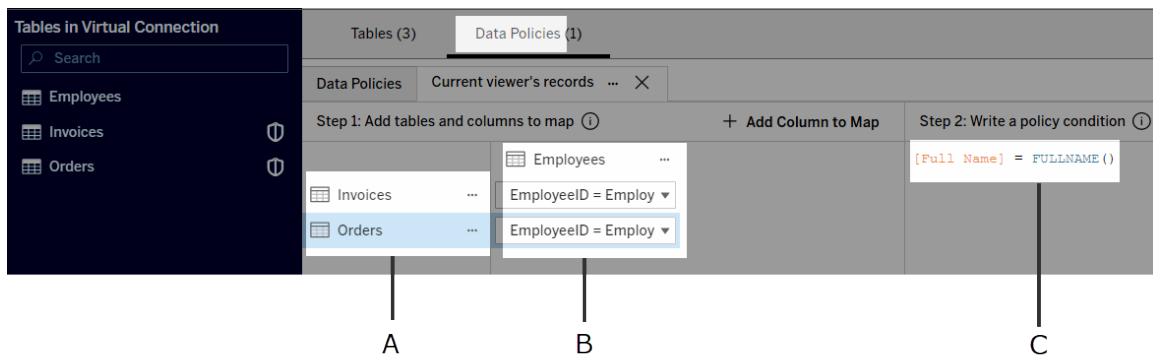 Tables in Virtual Connection
Search
Employees
Invoices
Orders
Tables (3)
Data Policies (1)
Data Policies
Current viewer's records ... ✕
Step 1: Add tables and columns to map
+ Add Column to Map
Step 2: Write a policy condition
Employees ...
[Full Name] = FULLNAME()
Invoices ...
EmployeeID = Employ
Orders ...
EmployeeID = Employ
A
B
C